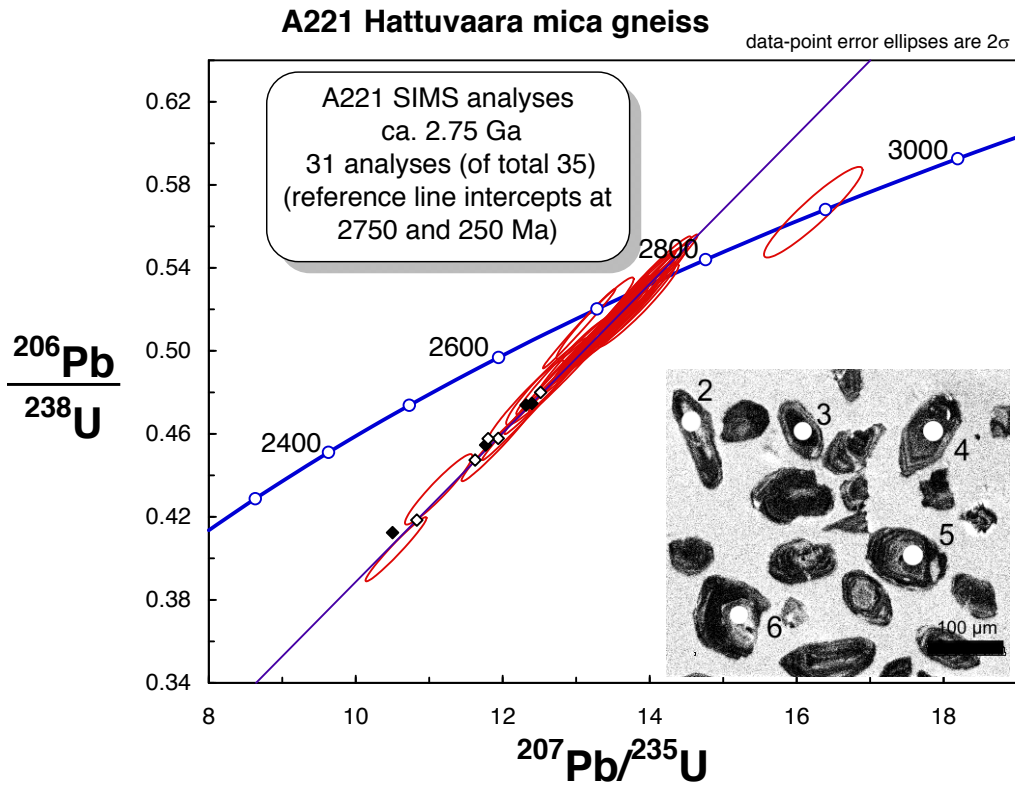 A221 Hattuvaara mica gneiss
data-point error ellipses are 2σ
A221 SIMS analyses
ca. 2.75 Ga
31 analyses (of total 35)
(reference line intercepts at
2750 and 250 Ma)
0.62
0.58
0.54
0.50
0.46
0.42
0.38
0.34
206Pb
238U
2400
2600
2800
3000
2
3
4
5
6
100 µm
8
10
12
14
16
18
207Pb/235U